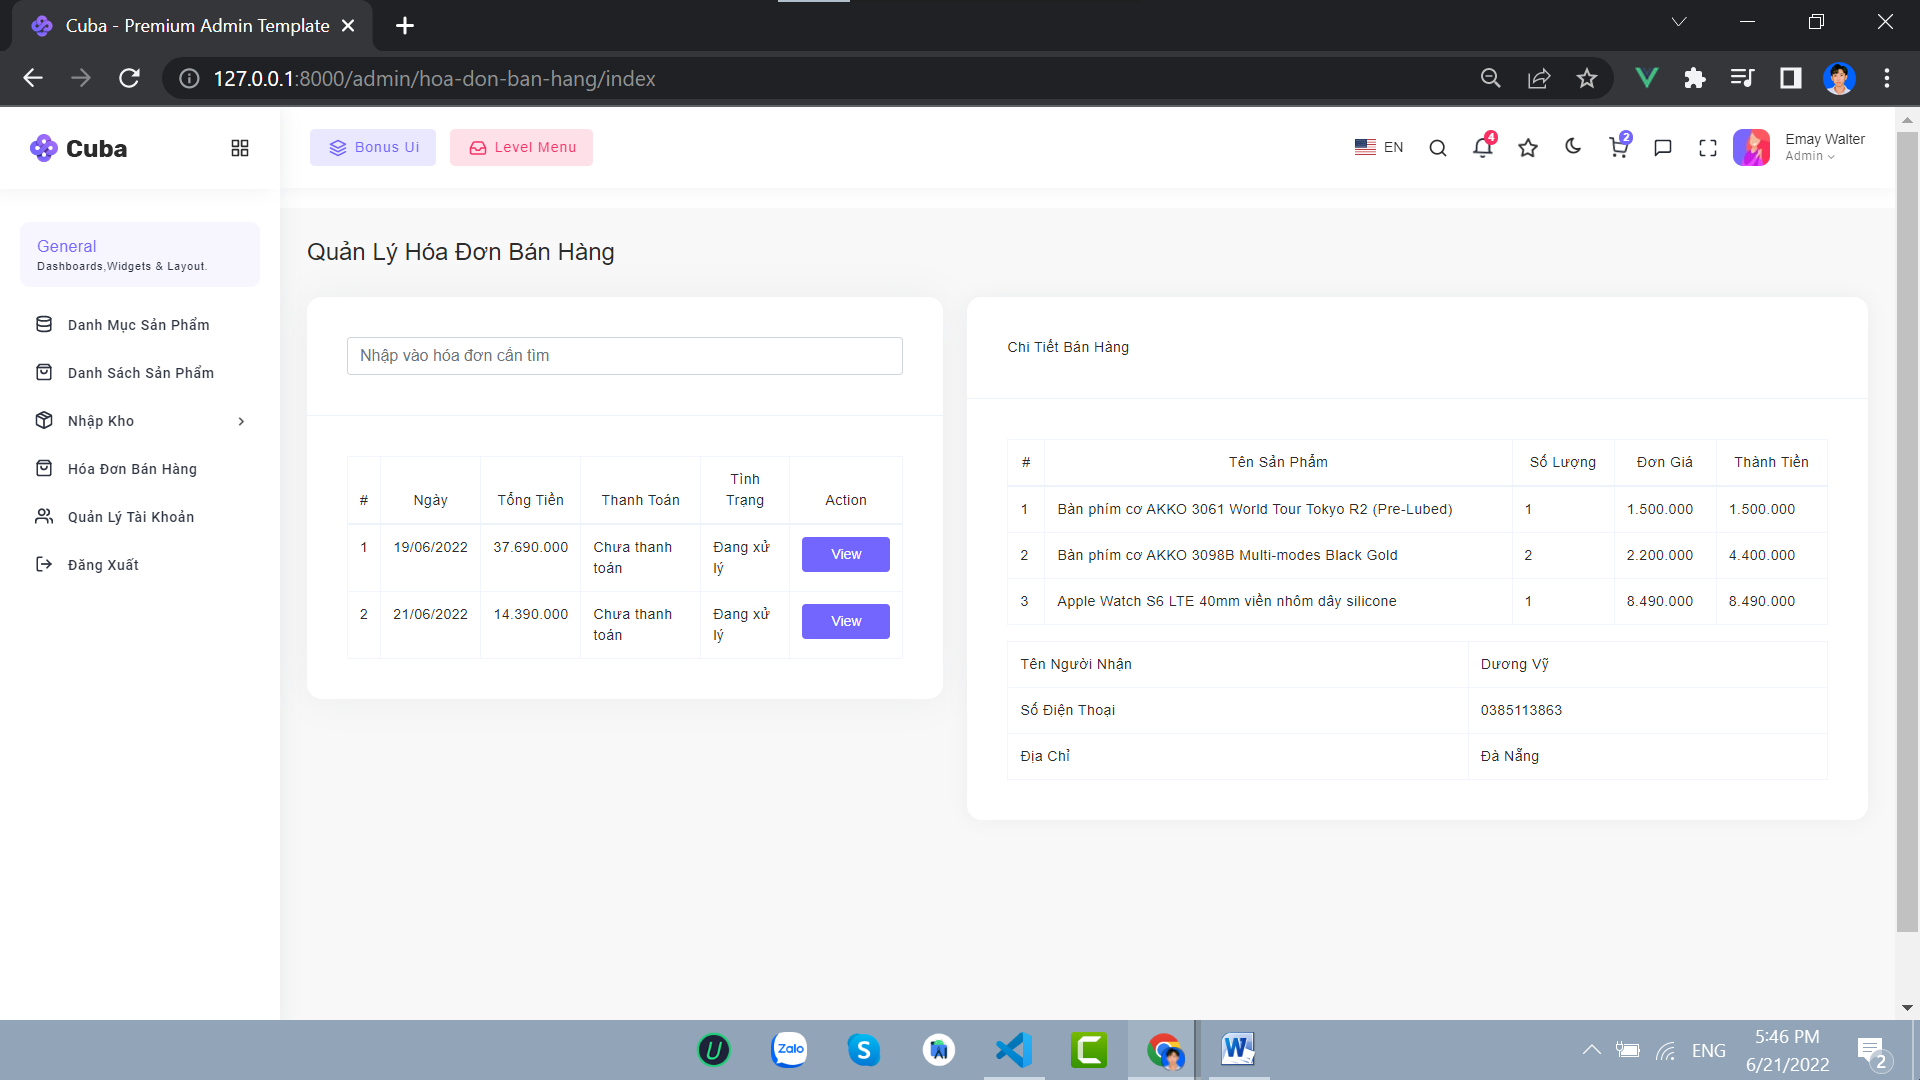 Cuba - Premium Admin Template
127.0.0.1:8000/admin/hoa-don-ban-hang/index
Cuba
Bonus Ui
Level Menu
EN
4
2
Emay Walter
Admin
General
Dashboards,Widgets & Layout.
Danh Mục Sản Phẩm
Danh Sách Sản Phẩm
Nhập Kho
Hóa Đơn Bán Hàng
Quản Lý Tài Khoản
Đăng Xuất
Quản Lý Hóa Đơn Bán Hàng
Nhập vào hóa đơn cần tìm
# Ngày Tổng Tiền Thanh Toán Tình Trạng Action
1 19/06/2022 37.690.000 Chưa thanh toán Đang xử lý View
2 21/06/2022 14.390.000 Chưa thanh toán Đang xử lý View
Chi Tiết Bán Hàng
# Tên Sản Phẩm Số Lượng Đơn Giá Thành Tiền
1 Bàn phím cơ AKKO 3061 World Tour Tokyo R2 (Pre-Lubed) 1 1.500.000 1.500.000
2 Bàn phím cơ AKKO 3098B Multi-modes Black Gold 2 2.200.000 4.400.000
3 Apple Watch S6 LTE 40mm viền nhôm dây silicone 1 8.490.000 8.490.000
Tên Người Nhận Dương Vỹ
Số Điện Thoại 0385113863
Địa Chỉ Đà Nẵng
U
Zalo
S
C
W
ENG
5:46 PM
6/21/2022
2